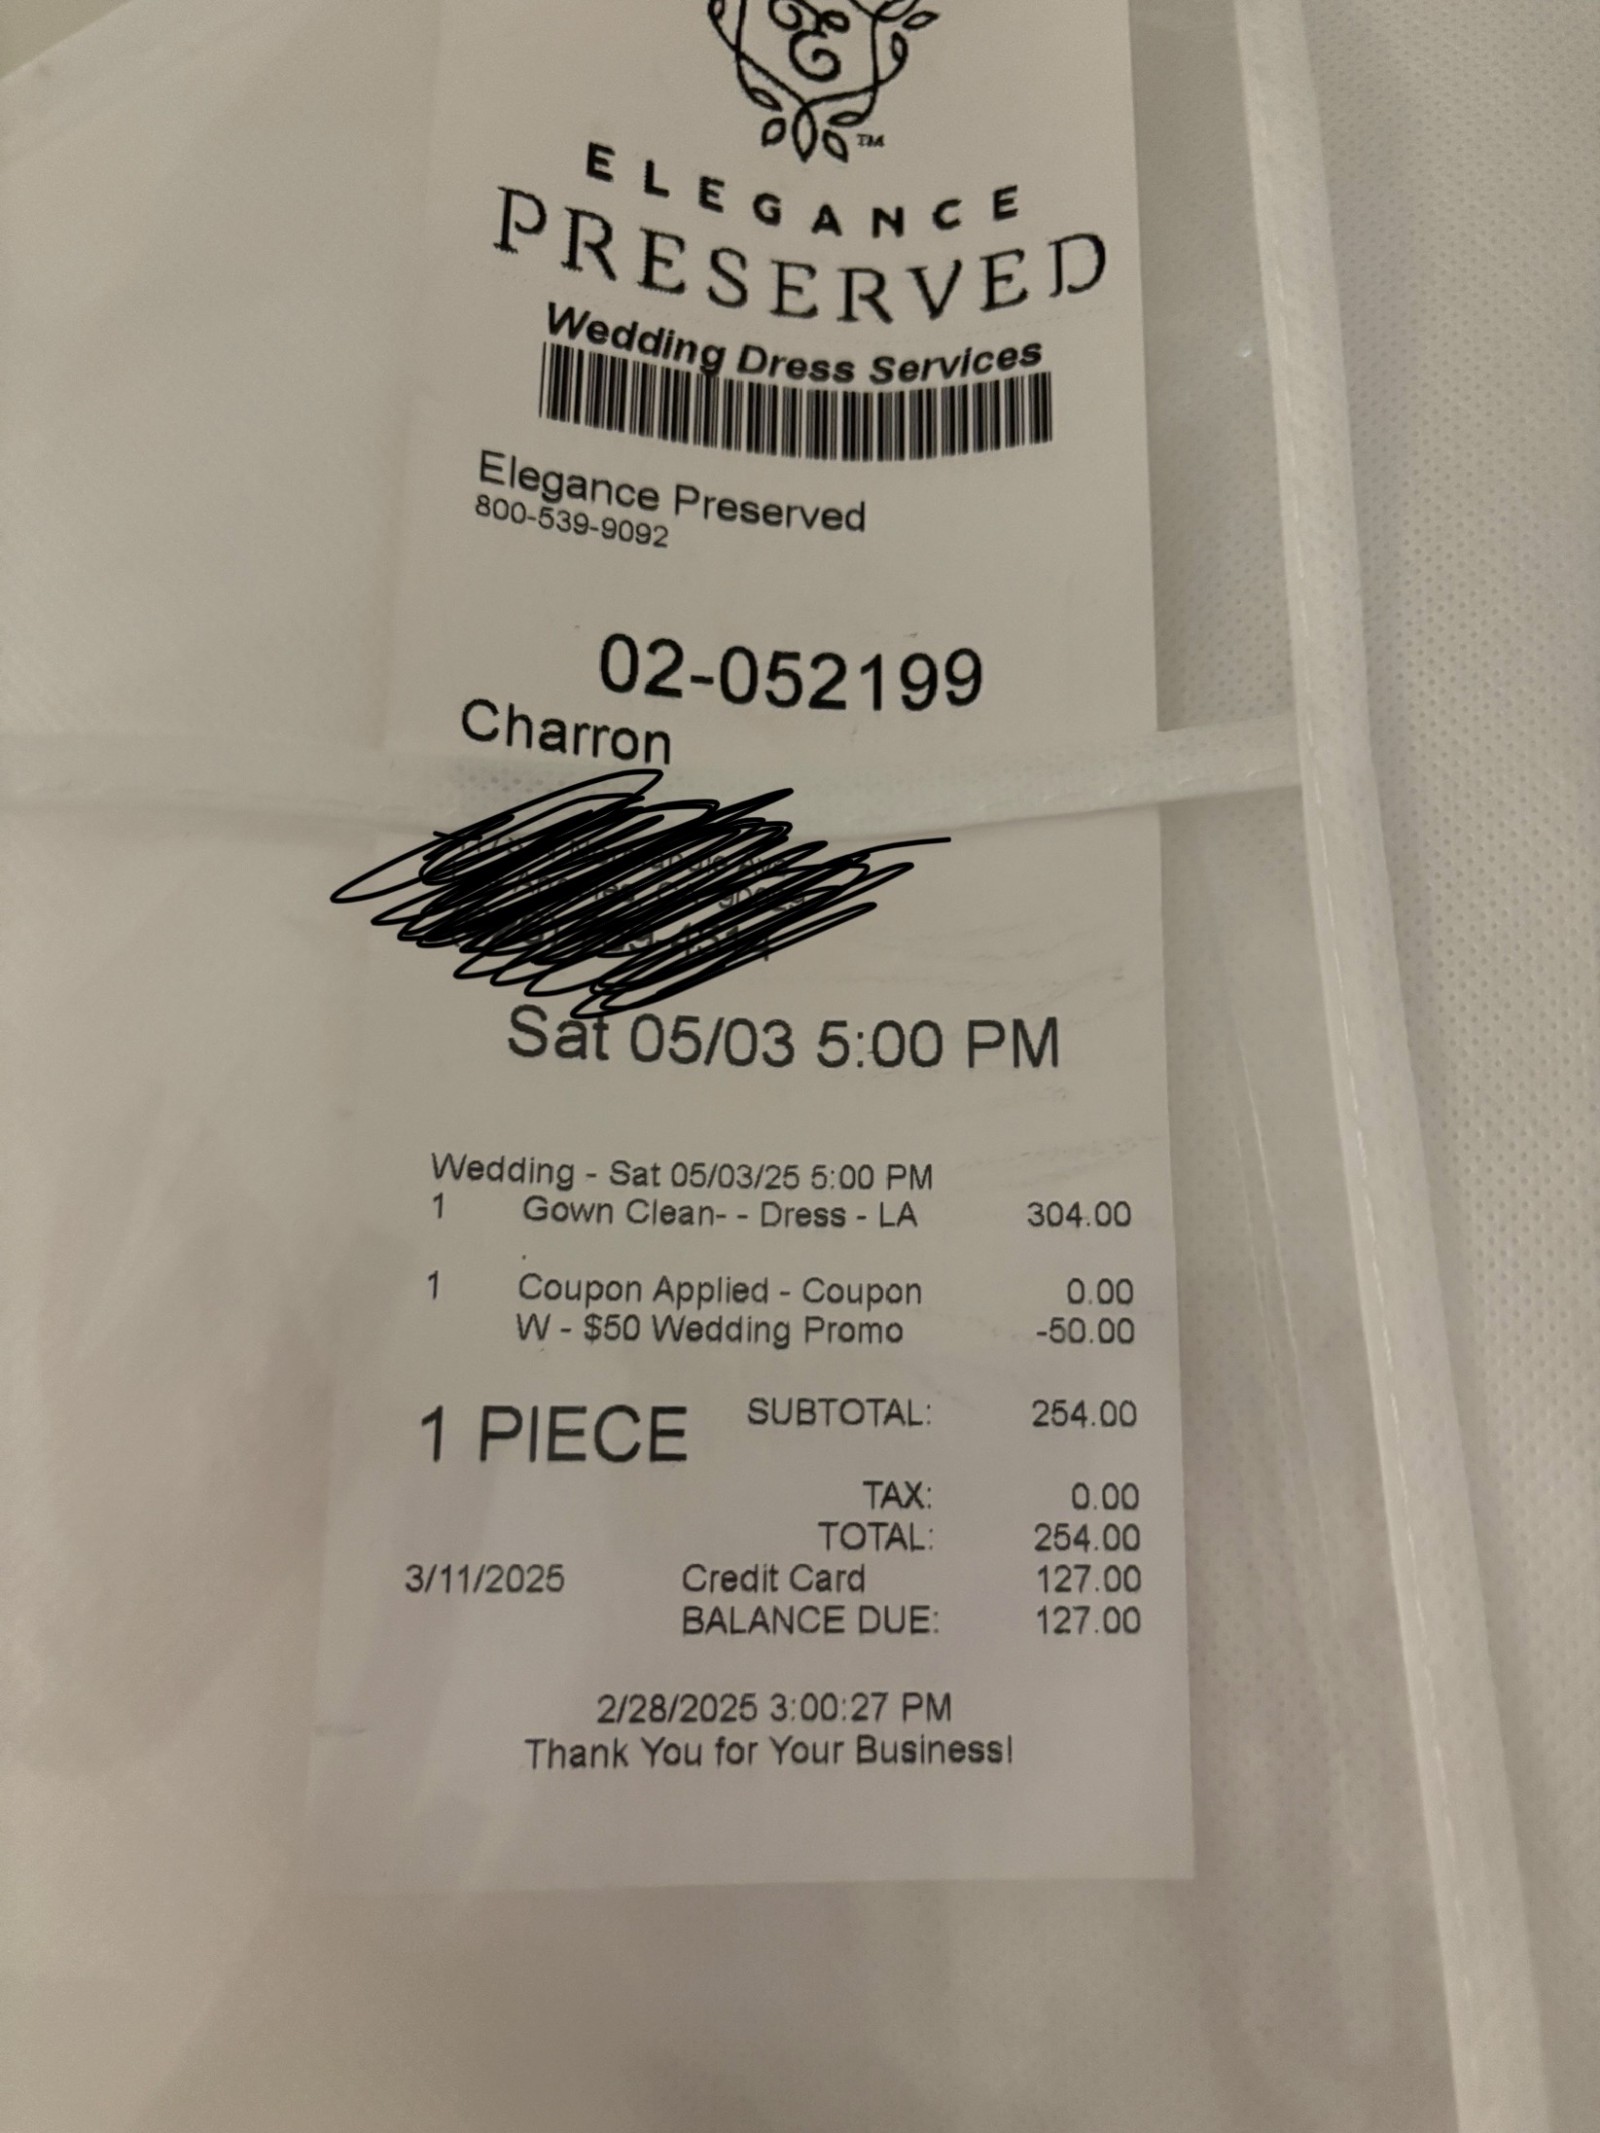 E
TM
ELEGANCE
PRESERVED
Wedding Dress Services
Elegance Preserved
800-539-9092
02-052199
Charron
Sat 05/03 5:00 PM
Wedding - Sat 05/03/25 5:00 PM
1 Gown Clean- - Dress - LA 304.00
.
1 Coupon Applied - Coupon 0.00
W - $50 Wedding Promo -50.00
1 PIECE SUBTOTAL: 254.00
TAX: 0.00
TOTAL: 254.00
3/11/2025 Credit Card 127.00
BALANCE DUE: 127.00
2/28/2025 3:00:27 PM
Thank You for Your Business!